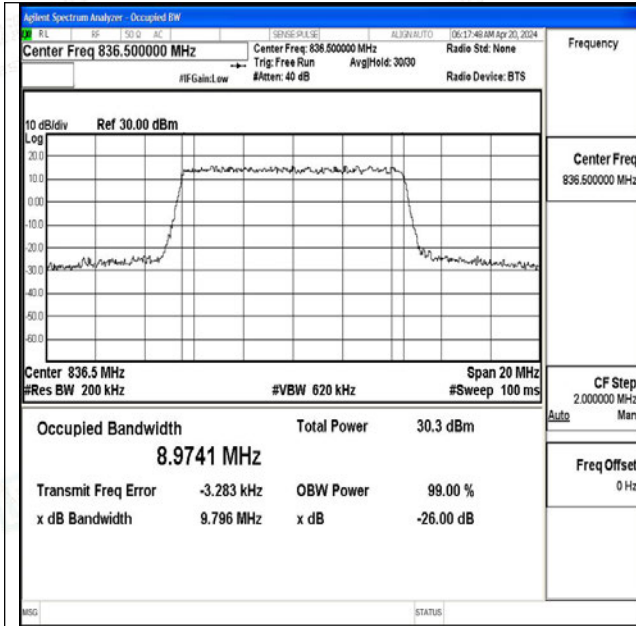 Agilent Spectrum Analyzer - Occupied BW
RL RF 50 Ω AC SENSE:PULSE ALIGN AUTO 06:17:48 AM Apr 20, 2024
Center Freq 836.500000 MHz
Center Freq: 836.500000 MHz
Radio Std: None
Trig: Free Run
Avg|Hold: 30/30
#IFGain:Low
#Atten: 40 dB
Radio Device: BTS
10 dB/div
Ref 30.00 dBm
Log
20.0
10.0
0.00
-10.0
-20.0
-30.0
-40.0
-50.0
-60.0
Center 836.5 MHz
Span 20 MHz
#Res BW 200 kHz
#VBW 620 kHz
#Sweep 100 ms
Occupied Bandwidth
8.9741 MHz
Total Power 30.3 dBm
Transmit Freq Error -3.283 kHz
OBW Power 99.00 %
x dB Bandwidth 9.796 MHz
x dB -26.00 dB
MSG
STATUS
Frequency
Center Freq
836.500000 MHz
CF Step
2.000000 MHz
Auto Man
Freq Offset
0 Hz